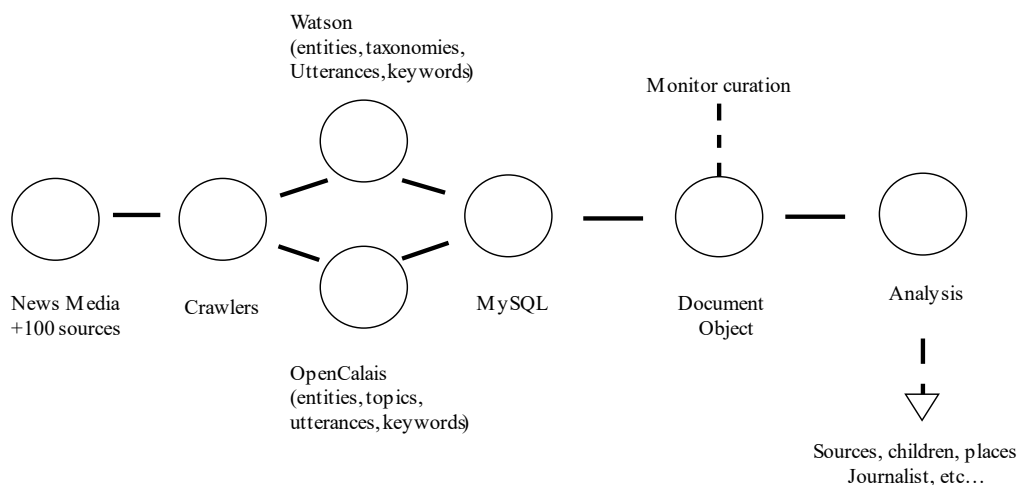 Watson
(entities, taxonomies,
Utterances, keywords)
Monitor curation
News Media
+100 sources
Crawlers
MySQL
Document
Object
Analysis
OpenCalais
(entities, topics,
utterances, keywords)
Sources, children, places
Journalist, etc…